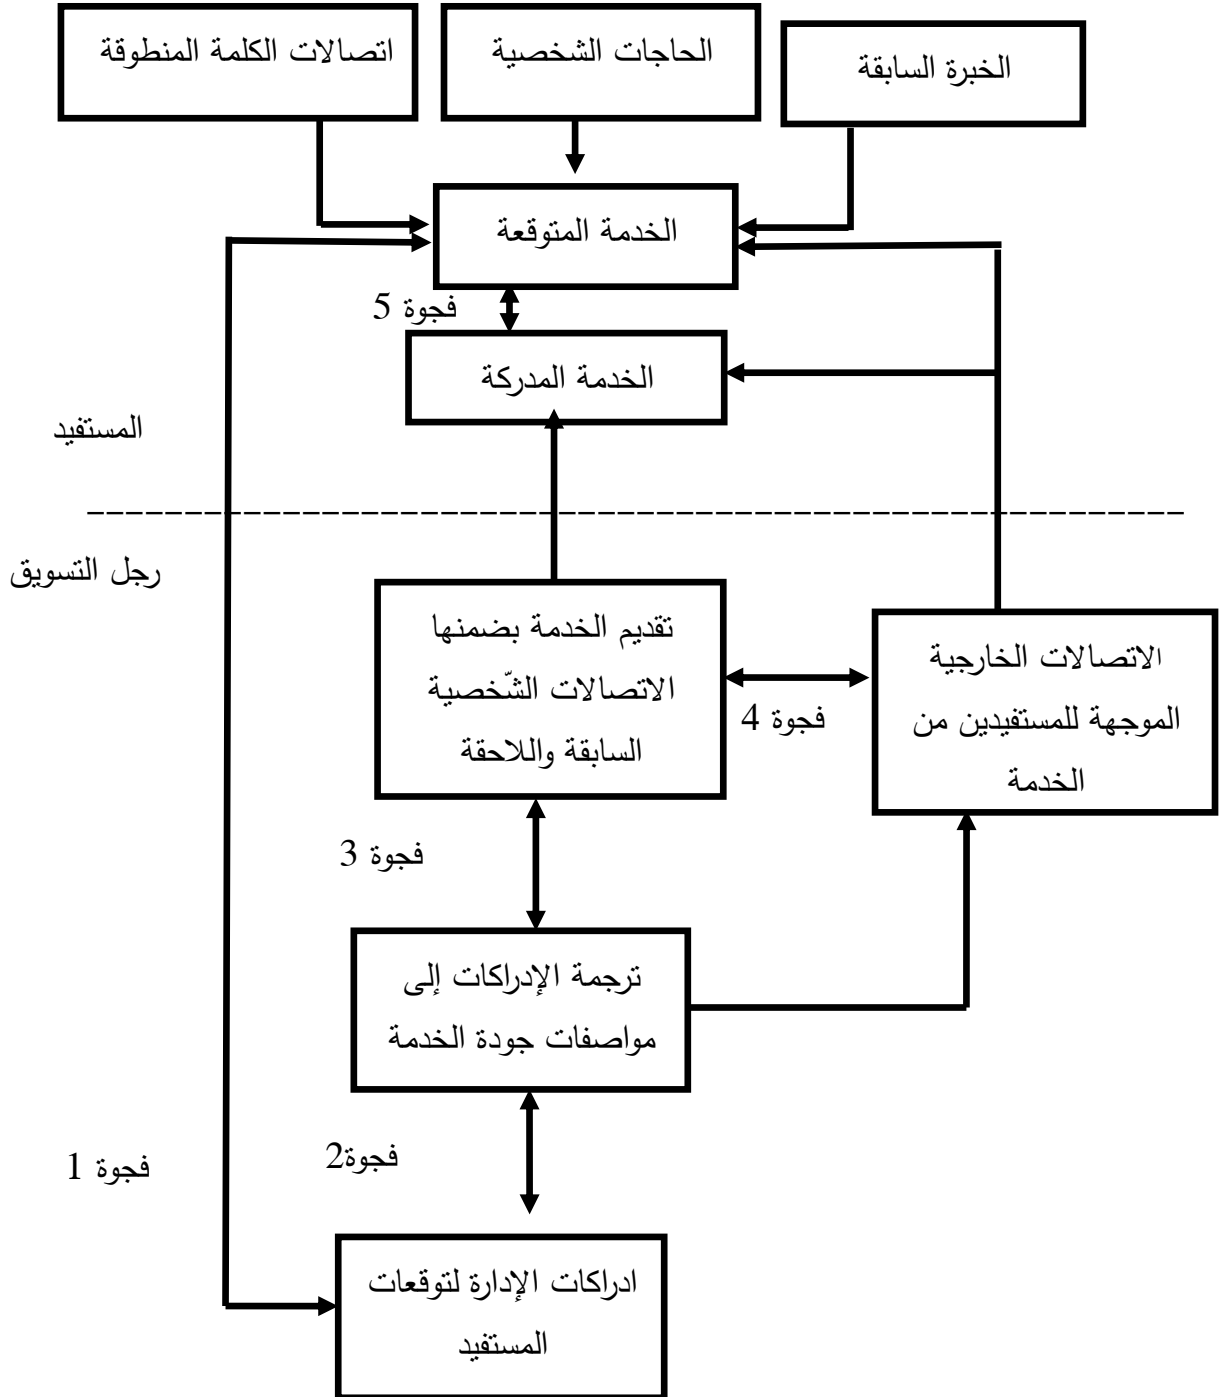 الخبرة السابقة
الحاجات الشخصية
اتصالات الكلمة المنطوقة
الخدمة المتوقعة
فجوة 5
الخدمة المدركة
المستفيد
رجل التسويق
تقديم الخدمة بضمنها
الاتصالات الشّخصية
السابقة واللاحقة
الاتصالات الخارجية
الموجهة للمستفيدين من
الخدمة
فجوة 4
فجوة 3
ترجمة الإدراكات إلى
مواصفات جودة الخدمة
فجوة2
فجوة 1
ادراكات الإدارة لتوقعات
المستفيد